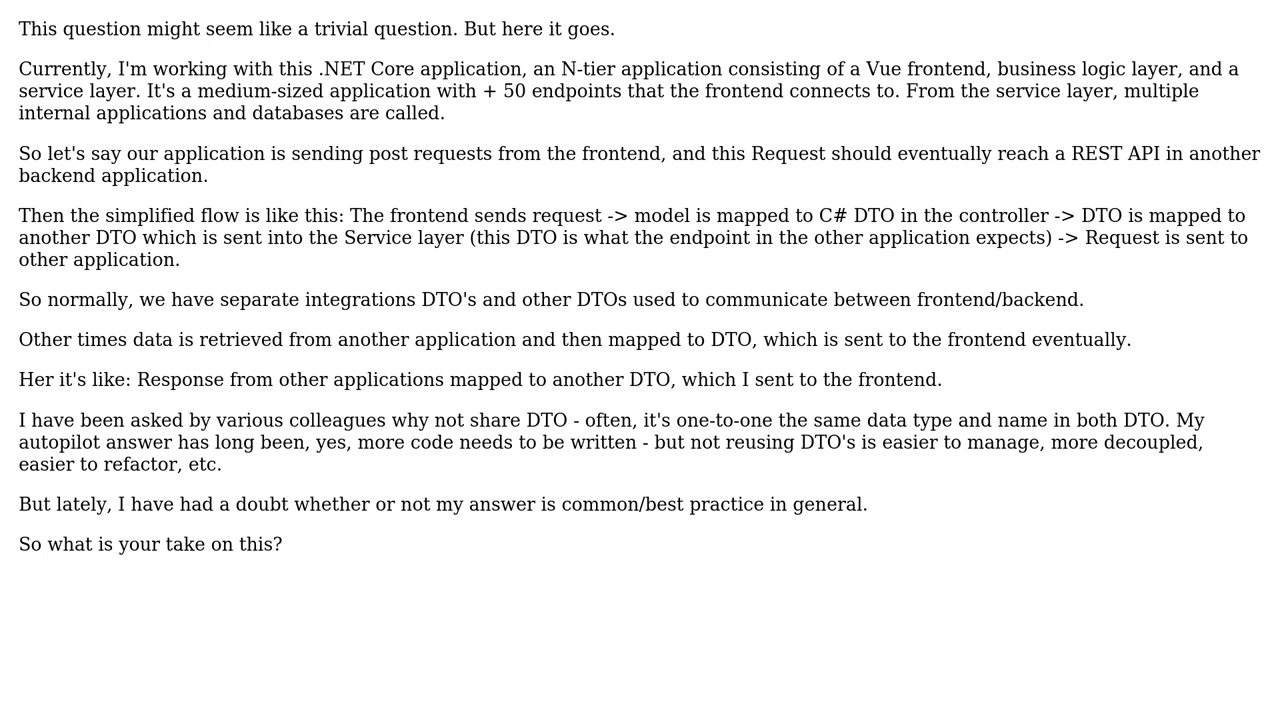 This question might seem like a trivial question. But here it goes.
Currently, I'm working with this .NET Core application, an N-tier application consisting of a Vue frontend, business logic layer, and a
service layer. It's a medium-sized application with + 50 endpoints that the frontend connects to. From the service layer, multiple
internal applications and databases are called.
So let's say our application is sending post requests from the frontend, and this Request should eventually reach a REST API in another
backend application.
Then the simplified flow is like this: The frontend sends request -> model is mapped to C# DTO in the controller -> DTO is mapped to
another DTO which is sent into the Service layer (this DTO is what the endpoint in the other application expects) -> Request is sent to
other application.
So normally, we have separate integrations DTO's and other DTOs used to communicate between frontend/backend.
Other times data is retrieved from another application and then mapped to DTO, which is sent to the frontend eventually.
Her it's like: Response from other applications mapped to another DTO, which I sent to the frontend.
I have been asked by various colleagues why not share DTO - often, it's one-to-one the same data type and name in both DTO. My
autopilot answer has long been, yes, more code needs to be written - but not reusing DTO's is easier to manage, more decoupled,
easier to refactor, etc.
But lately, I have had a doubt whether or not my answer is common/best practice in general.
So what is your take on this?